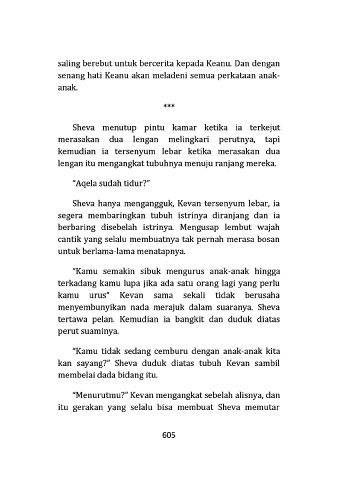 saling berebut untuk bercerita kepada Keanu. Dan dengan
senang hati Keanu akan meladeni semua perkataan anak-
anak.
***
Sheva menutup pintu kamar ketika ia terkejut
merasakan dua lengan melingkari perutnya, tapi
kemudian ia tersenyum lebar ketika merasakan dua
lengan itu mengangkat tubuhnya menuju ranjang mereka.
"Aqela sudah tidur?"
Sheva hanya mengangguk, Kevan tersenyum lebar, ia
segera membaringkan tubuh istrinya diranjang dan ia
berbaring disebelah istrinya. Mengusap lembut wajah
cantik yang selalu membuatnya tak pernah merasa bosan
untuk berlama-lama menatapnya.
"Kamu semakin sibuk mengurus anak-anak hingga
terkadang kamu lupa jika ada satu orang lagi yang perlu
kamu urus" Kevan sama sekali tidak berusaha
menyembunyikan nada merajuk dalam suaranya. Sheva
tertawa pelan. Kemudian ia bangkit dan duduk diatas
perut suaminya.
"Kamu tidak sedang cemburu dengan anak-anak kita
kan sayang?" Sheva duduk diatas tubuh Kevan sambil
membelai dada bidang itu.
"Menurutmu?" Kevan mengangkat sebelah alisnya, dan
itu gerakan yang selalu bisa membuat Sheva memutar
605